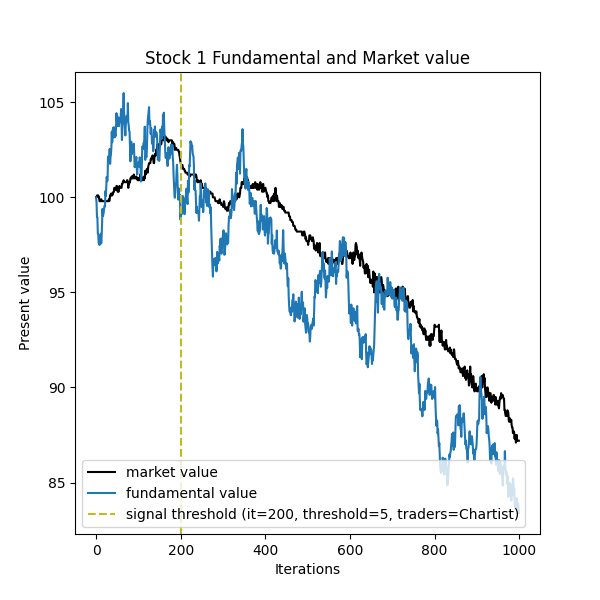 Stock 1 Fundamental and Market value
105
100
95
90
85
Present value
market value
fundamental value
signal threshold (it=200, threshold=5, traders=Chartist)
0 200 400 600 800 1000
Iterations